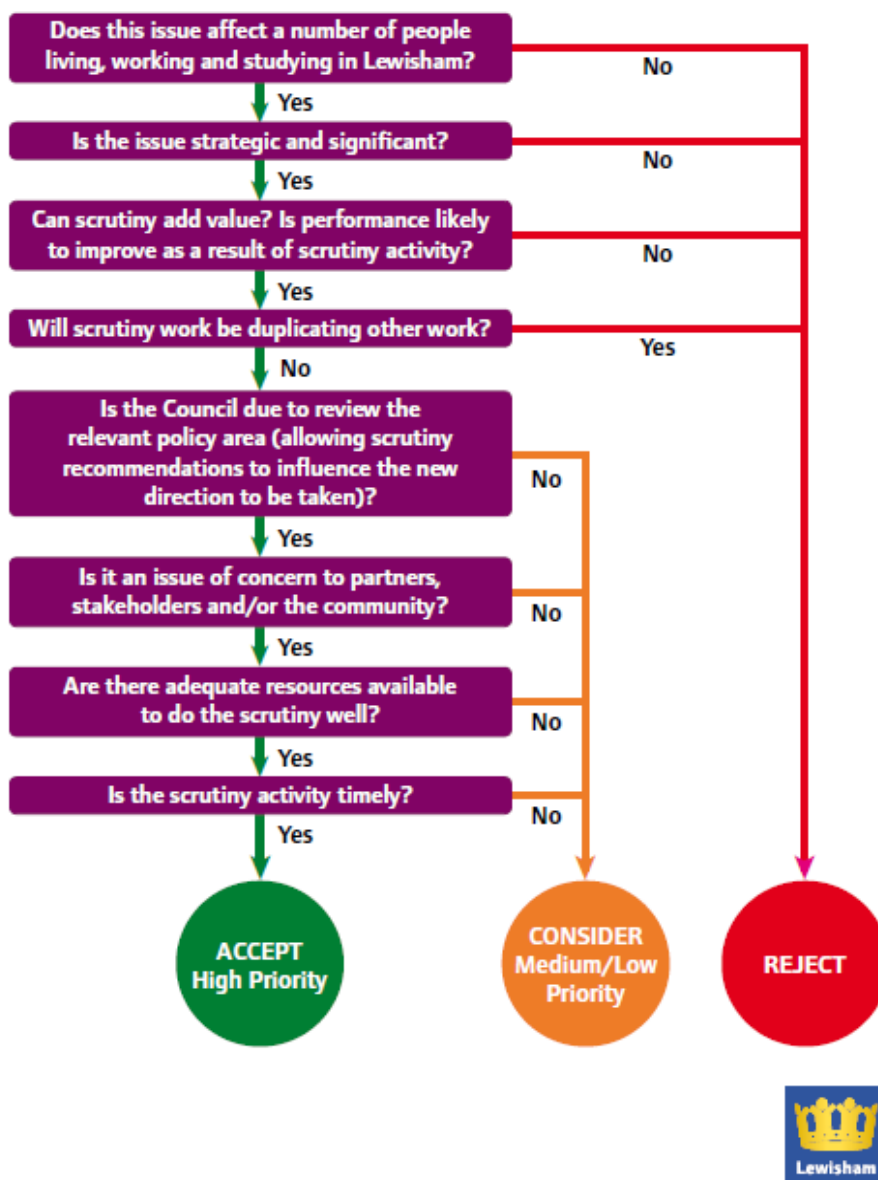 Does this issue affect a number of people
living, working and studying in Lewisham?
No
Yes
Is the issue strategic and significant?
No
Yes
Can scrutiny add value? Is performance likely
to improve as a result of scrutiny activity?
No
Yes
Will scrutiny work be duplicating other work?
Yes
No
Is the Council due to review the
relevant policy area (allowing scrutiny
recommendations to influence the new
direction to be taken)?
No
Yes
Is it an issue of concern to partners,
stakeholders and/or the community?
No
Yes
Are there adequate resources available
to do the scrutiny well?
No
Yes
Is the scrutiny activity timely?
No
Yes
ACCEPT
High Priority
CONSIDER
Medium/Low
Priority
REJECT
Lewisham